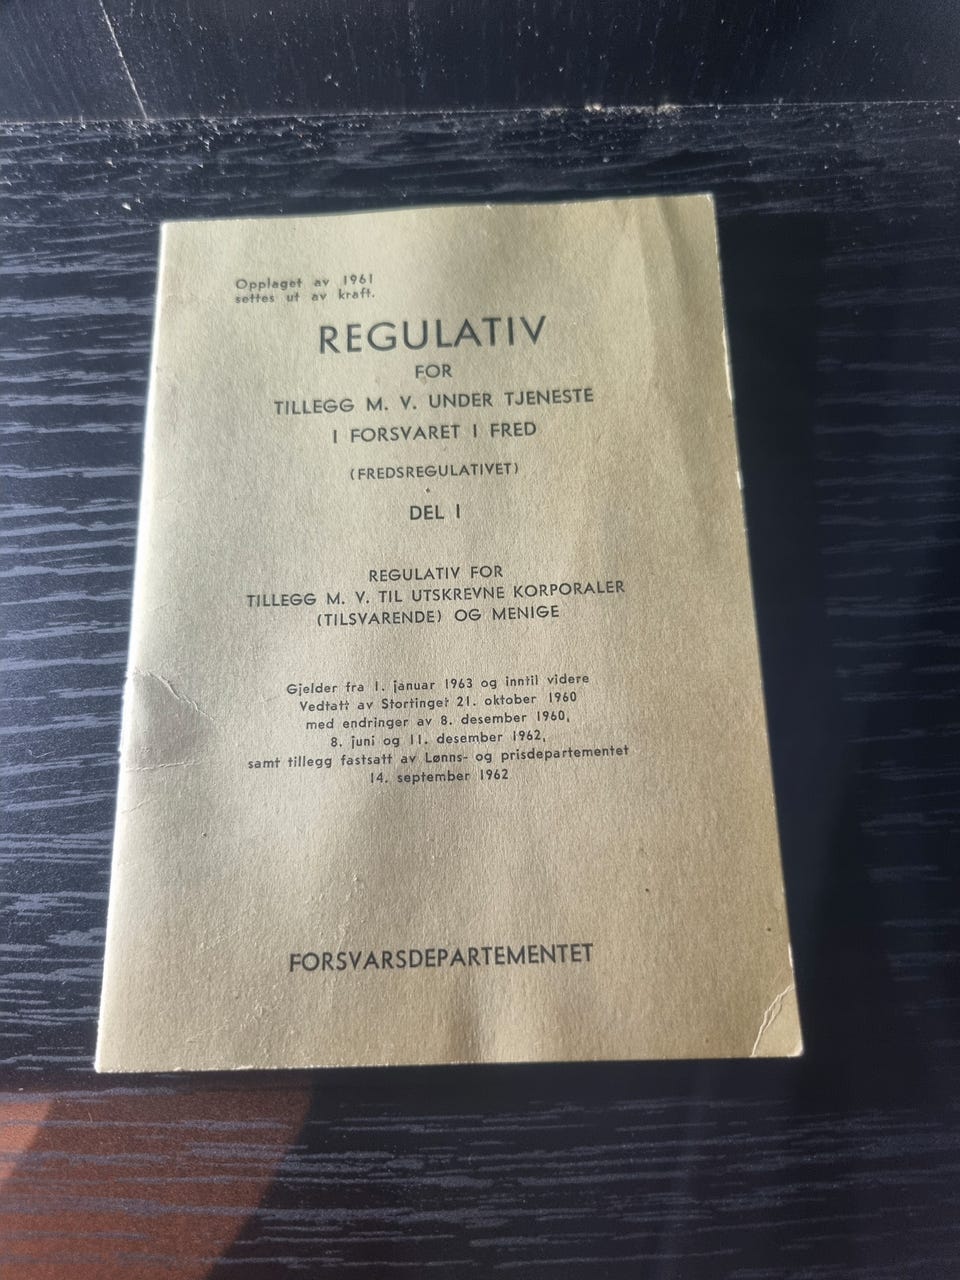 Opplaget av 1961
settes ut av kraft.
REGULATIV
FOR
TILLEGG M. V. UNDER TJENESTE
I FORSVARET I FRED
(FREDSREGULATIVET)
DEL I
REGULATIV FOR
TILLEGG M. V. TIL UTSKREVNE KORPORALER
(TILSVARENDE) OG MENIGE
Gjelder fra 1. januar 1963 og inntil videre
Vedtatt av Stortinget 21. oktober 1960
med endringer av 8. desember 1960,
8. juni og 11. desember 1962,
samt tillegg fastsatt av Lønns- og prisdepartementet
14. september 1962
FORSVARSDEPARTEMENTET